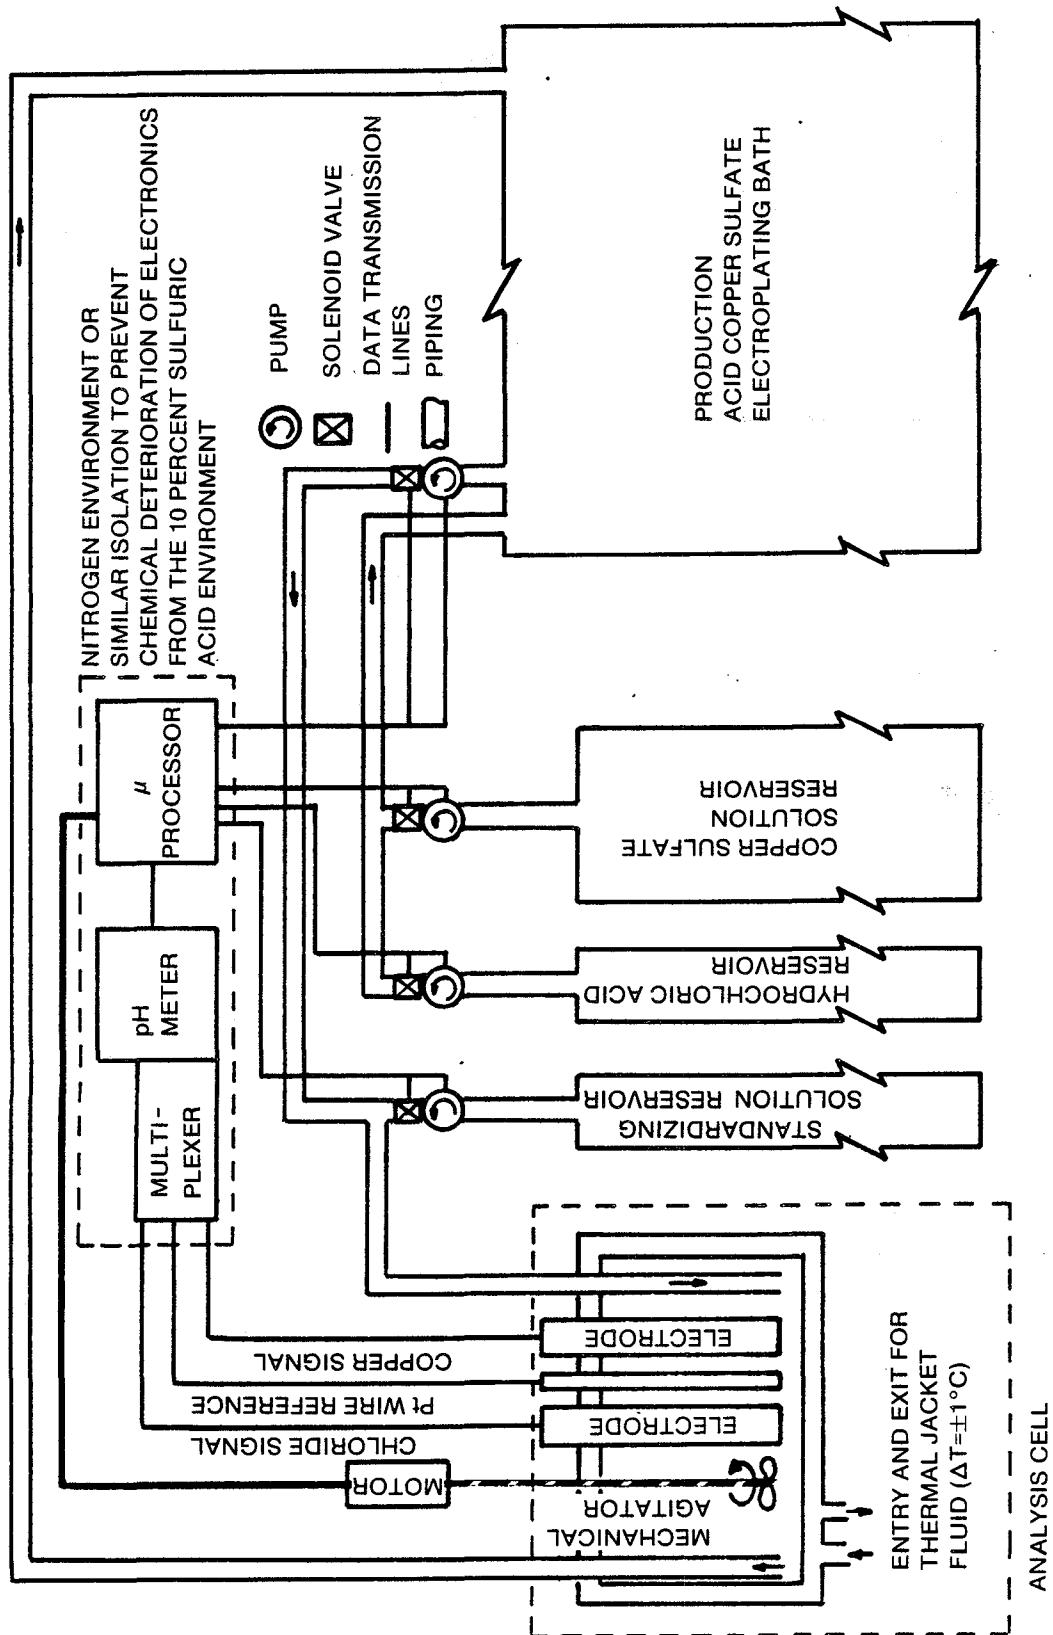 NITROGEN ENVIRONMENT OR
SIMILAR ISOLATION TO PREVENT
CHEMICAL DETERIORATION OF ELECTRONICS
FROM THE 10 PERCENT SULFURIC
ACID ENVIRONMENT
μ
PROCESSOR
pH
METER
MULTI-
PLEXER
PUMP
SOLENOID VALVE
DATA TRANSMISSION
LINES
PIPING
PRODUCTION
ACID COPPER SULFATE
ELECTROPLATING BATH
COPPER SULFATE
SOLUTION
RESERVOIR
HYDROCHLORIC ACID
RESERVOIR
STANDARDIZING
SOLUTION RESERVOIR
COPPER SIGNAL
Pt WIRE REFERENCE
CHLORIDE SIGNAL
MOTOR
ELECTRODE
ELECTRODE
MECHANICAL
AGITATOR
ENTRY AND EXIT FOR
THERMAL JACKET
FLUID (ΔT=±1°C)
ANALYSIS CELL